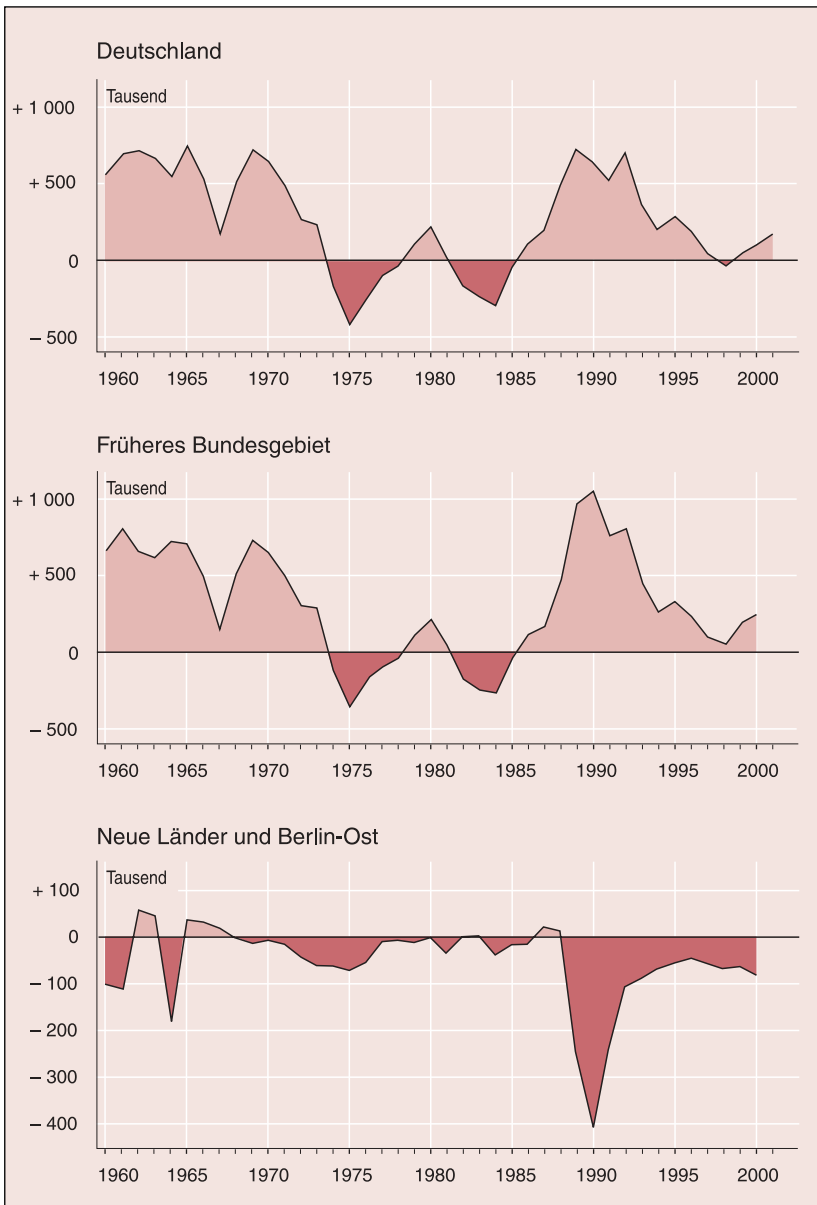 Deutschland
Tausend
+ 1 000
+ 500
0
– 500
1960 1965 1970 1975 1980 1985 1990 1995 2000
Früheres Bundesgebiet
Tausend
+ 1 000
+ 500
0
– 500
1960 1965 1970 1975 1980 1985 1990 1995 2000
Neue Länder und Berlin-Ost
Tausend
+ 100
0
– 100
– 200
– 300
– 400
1960 1965 1970 1975 1980 1985 1990 1995 2000